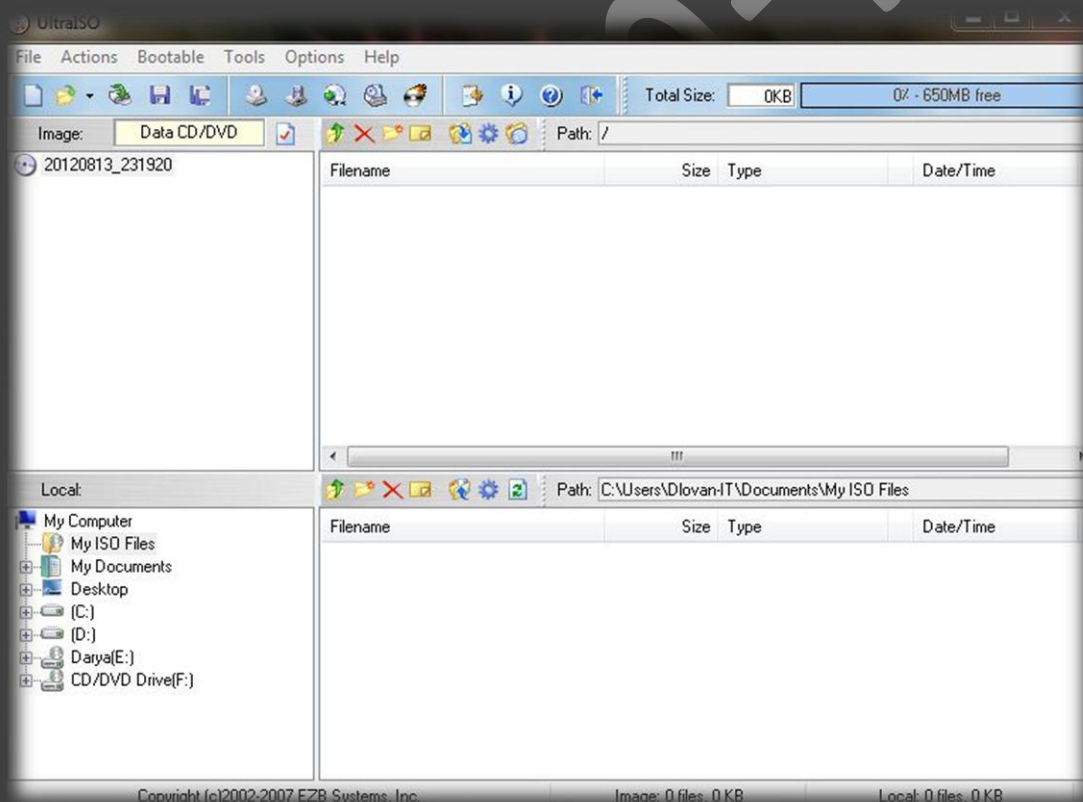 UltraISO
File Actions Bootable Tools Options Help
Total Size: 0KB 0% - 650MB free
Image: Data CD/DVD Path: /
20120813_231920
Filename Size Type Date/Time
Local: Path: C:\Users\Dlovan-IT\Documents\My ISO Files
My Computer
My ISO Files
My Documents
Desktop
(C:)
(D:)
Darya(E:)
CD/DVD Drive(F:)
Filename Size Type Date/Time
Copyright (c)2002-2007 EZB Systems, Inc Image: 0 files, 0 KB Local: 0 files, 0 KB